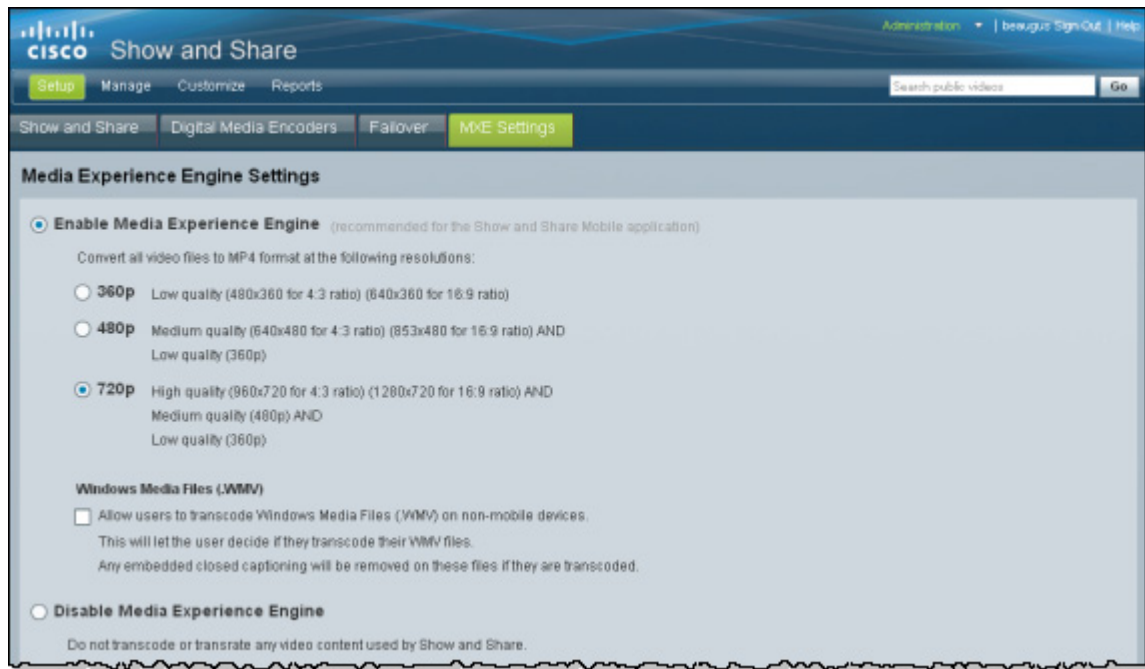 Administration | beaugus Sign Out | Help
CISCO Show and Share
Setup Manage Customize Reports Search public videos Go
Show and Share Digital Media Encoders Failover MXE Settings
Media Experience Engine Settings
Enable Media Experience Engine (recommended for the Show and Share Mobile application)
Convert all video files to MP4 format at the following resolutions:
360p Low quality (480x360 for 4:3 ratio) (640x360 for 16:9 ratio)
480p Medium quality (640x480 for 4:3 ratio) (853x480 for 16:9 ratio) AND
Low quality (360p)
720p High quality (960x720 for 4:3 ratio) (1280x720 for 16:9 ratio) AND
Medium quality (480p) AND
Low quality (360p)
Windows Media Files (.WMV)
Allow users to transcode Windows Media Files (.WMV) on non-mobile devices.
This will let the user decide if they transcode their WMV files.
Any embedded closed captioning will be removed on these files if they are transcoded.
Disable Media Experience Engine
Do not transcode or transrate any video content used by Show and Share.